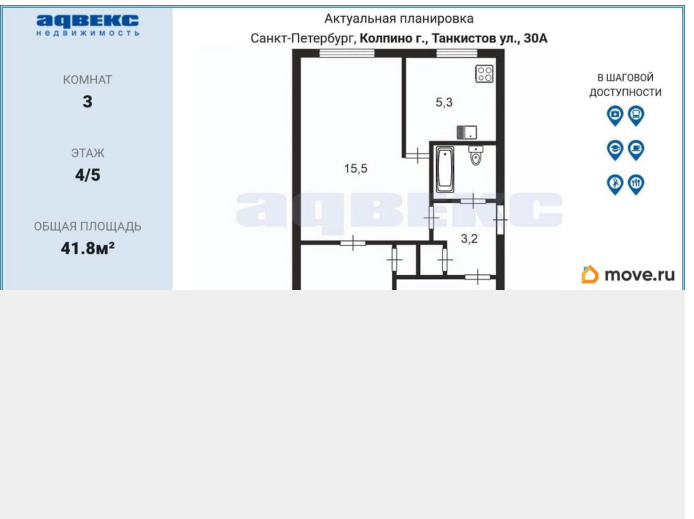 адвекс
НЕДВИЖИМОСТЬ
КОМНАТ
3
ЭТАЖ
4/5
ОБЩАЯ ПЛОЩАДЬ
41.8м²
Актуальная планировка
Санкт-Петербург, Колпино г., Танкистов ул., 30А
5,3
15,5
3,2
адвекс
В ШАГОВОЙ
ДОСТУПНОСТИ
move.ru